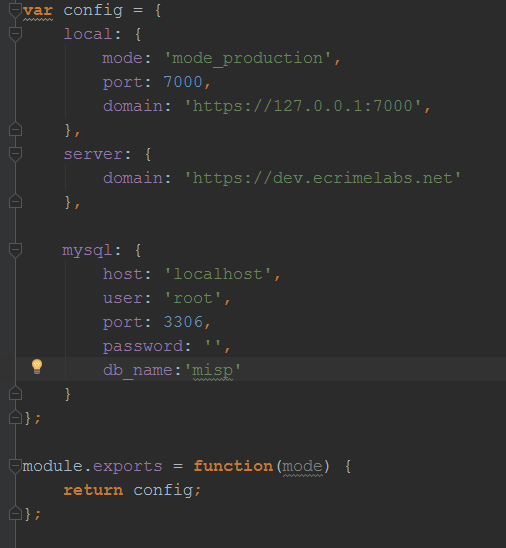 var config = {
    local: {
        mode: 'mode_production',
        port: 7000,
        domain: 'https://127.0.0.1:7000',
    },
    server: {
        domain: 'https://dev.ecrimelabs.net'
    },

    mysql: {
        host: 'localhost',
        user: 'root',
        port: 3306,
        password: '',
        db_name:'misp'
    }
};

module.exports = function(mode) {
    return config;
};